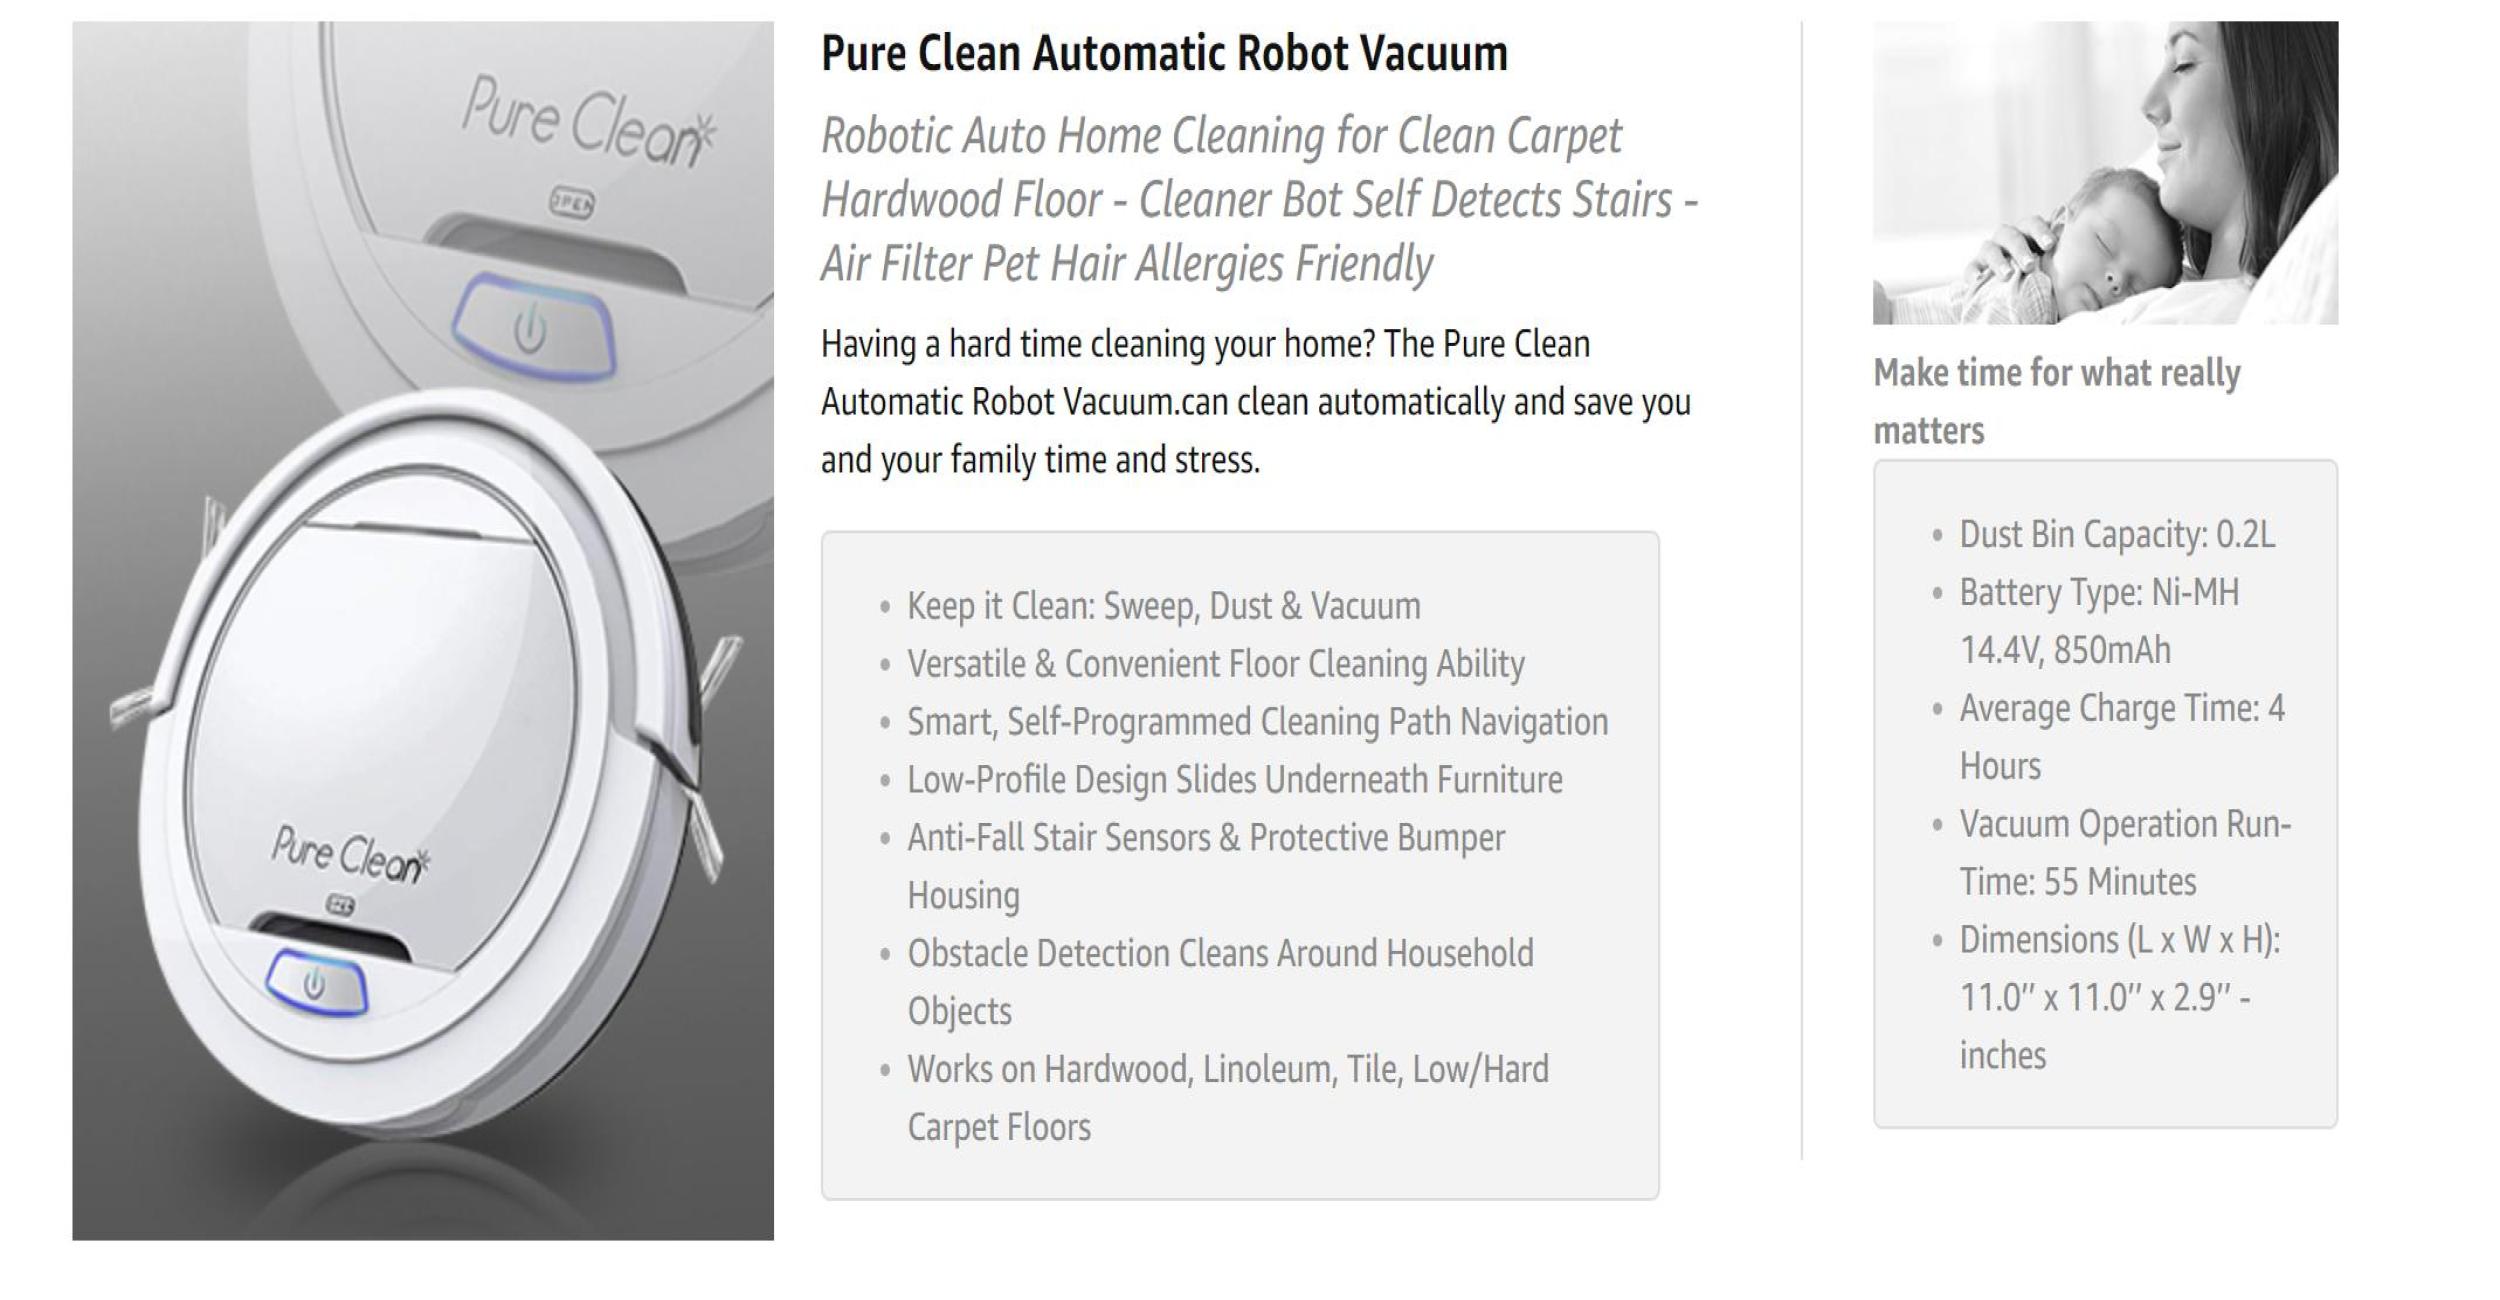 Pure Clean
OPEN
Pure Clean
Pure Clean Automatic Robot Vacuum
Robotic Auto Home Cleaning for Clean Carpet
Hardwood Floor - Cleaner Bot Self Detects Stairs -
Air Filter Pet Hair Allergies Friendly
Having a hard time cleaning your home? The Pure Clean
Automatic Robot Vacuum.can clean automatically and save you
and your family time and stress.
• Keep it Clean: Sweep, Dust & Vacuum
• Versatile & Convenient Floor Cleaning Ability
• Smart, Self-Programmed Cleaning Path Navigation
• Low-Profile Design Slides Underneath Furniture
• Anti-Fall Stair Sensors & Protective Bumper
Housing
• Obstacle Detection Cleans Around Household
Objects
• Works on Hardwood, Linoleum, Tile, Low/Hard
Carpet Floors
Make time for what really
matters
• Dust Bin Capacity: 0.2L
• Battery Type: Ni-MH
14.4V, 850mAh
• Average Charge Time: 4
Hours
• Vacuum Operation Run-
Time: 55 Minutes
• Dimensions (L x W x H):
11.0″ x 11.0″ x 2.9″ -
inches